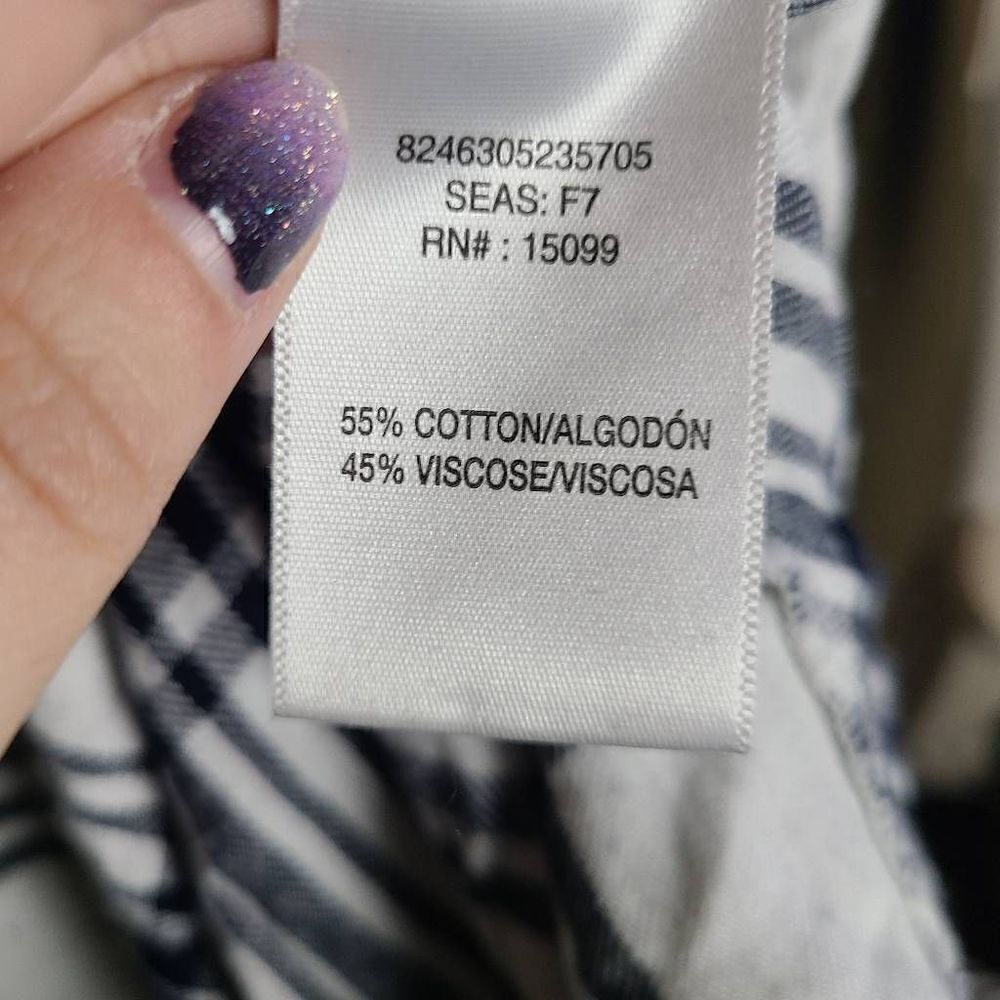 8246305235705
SEAS: F7
RN# : 15099
55% COTTON/ALGODÓN
45% VISCOSE/VISCOSA